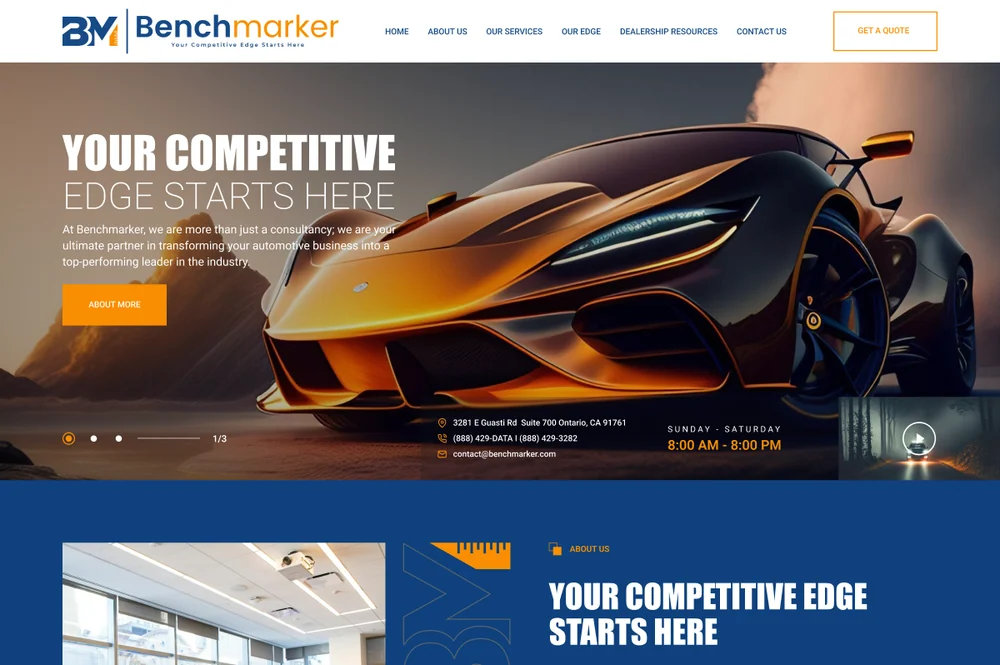 BM Benchmarker
Your Competitive Edge Starts Here
HOME ABOUT US OUR SERVICES OUR EDGE DEALERSHIP RESOURCES CONTACT US
GET A QUOTE
YOUR COMPETITIVE
EDGE STARTS HERE
At Benchmarker, we are more than just a consultancy; we are your
ultimate partner in transforming your automotive business into a
top-performing leader in the industry.
ABOUT MORE
1/3
3281 E Guasti Rd Suite 700 Ontario, CA 91761
(888) 429-DATA I (888) 429-3282
contact@benchmarker.com
SUNDAY - SATURDAY
8:00 AM - 8:00 PM
BM
ABOUT US
YOUR COMPETITIVE EDGE
STARTS HERE